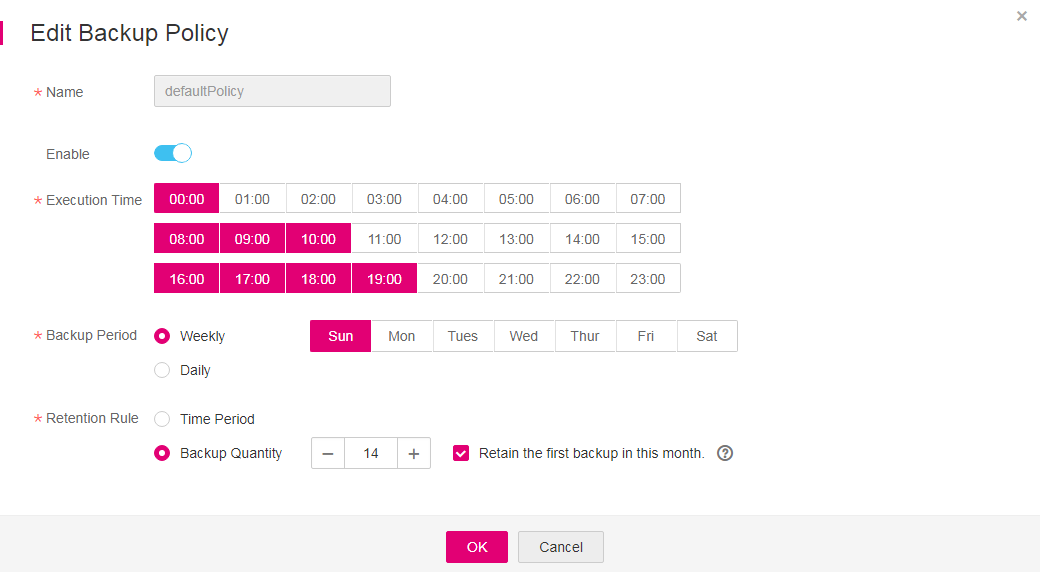 Edit Backup Policy
×
* Name defaultPolicy
Enable
* Execution Time 00:00 01:00 02:00 03:00 04:00 05:00 06:00 07:00
08:00 09:00 10:00 11:00 12:00 13:00 14:00 15:00
16:00 17:00 18:00 19:00 20:00 21:00 22:00 23:00
* Backup Period Weekly Sun Mon Tues Wed Thur Fri Sat
Daily
* Retention Rule Time Period
Backup Quantity − 14 + Retain the first backup in this month. ?
OK Cancel